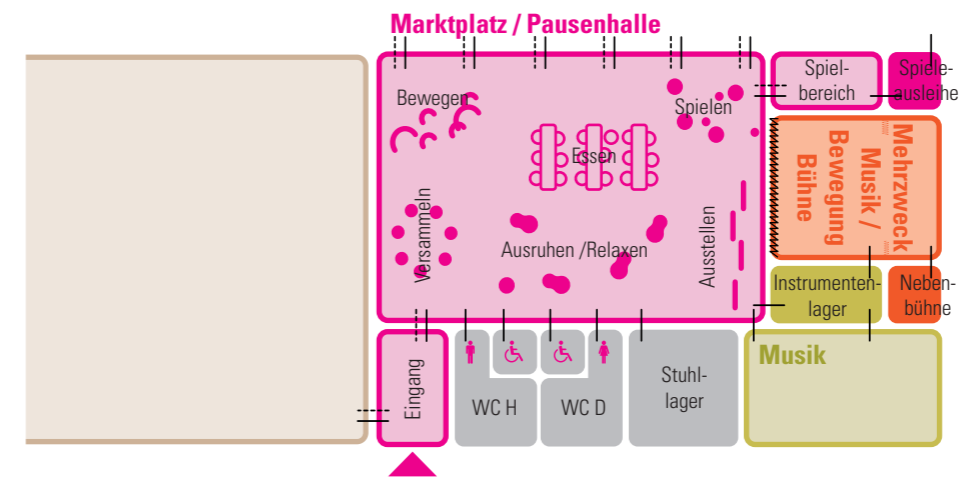 Marktplatz / Pausenhalle
Spiel-
bereich
Spiele-
ausleihe
Bewegen
Spielen
Essen
Mehrzweck
Musik /
Bewegung
Bühne
Versammeln
Ausruhen /Relaxen
Ausstellen
Instrumenten-
lager
Neben-
bühne
Eingang
WC H
WC D
Stuhl-
lager
Musik